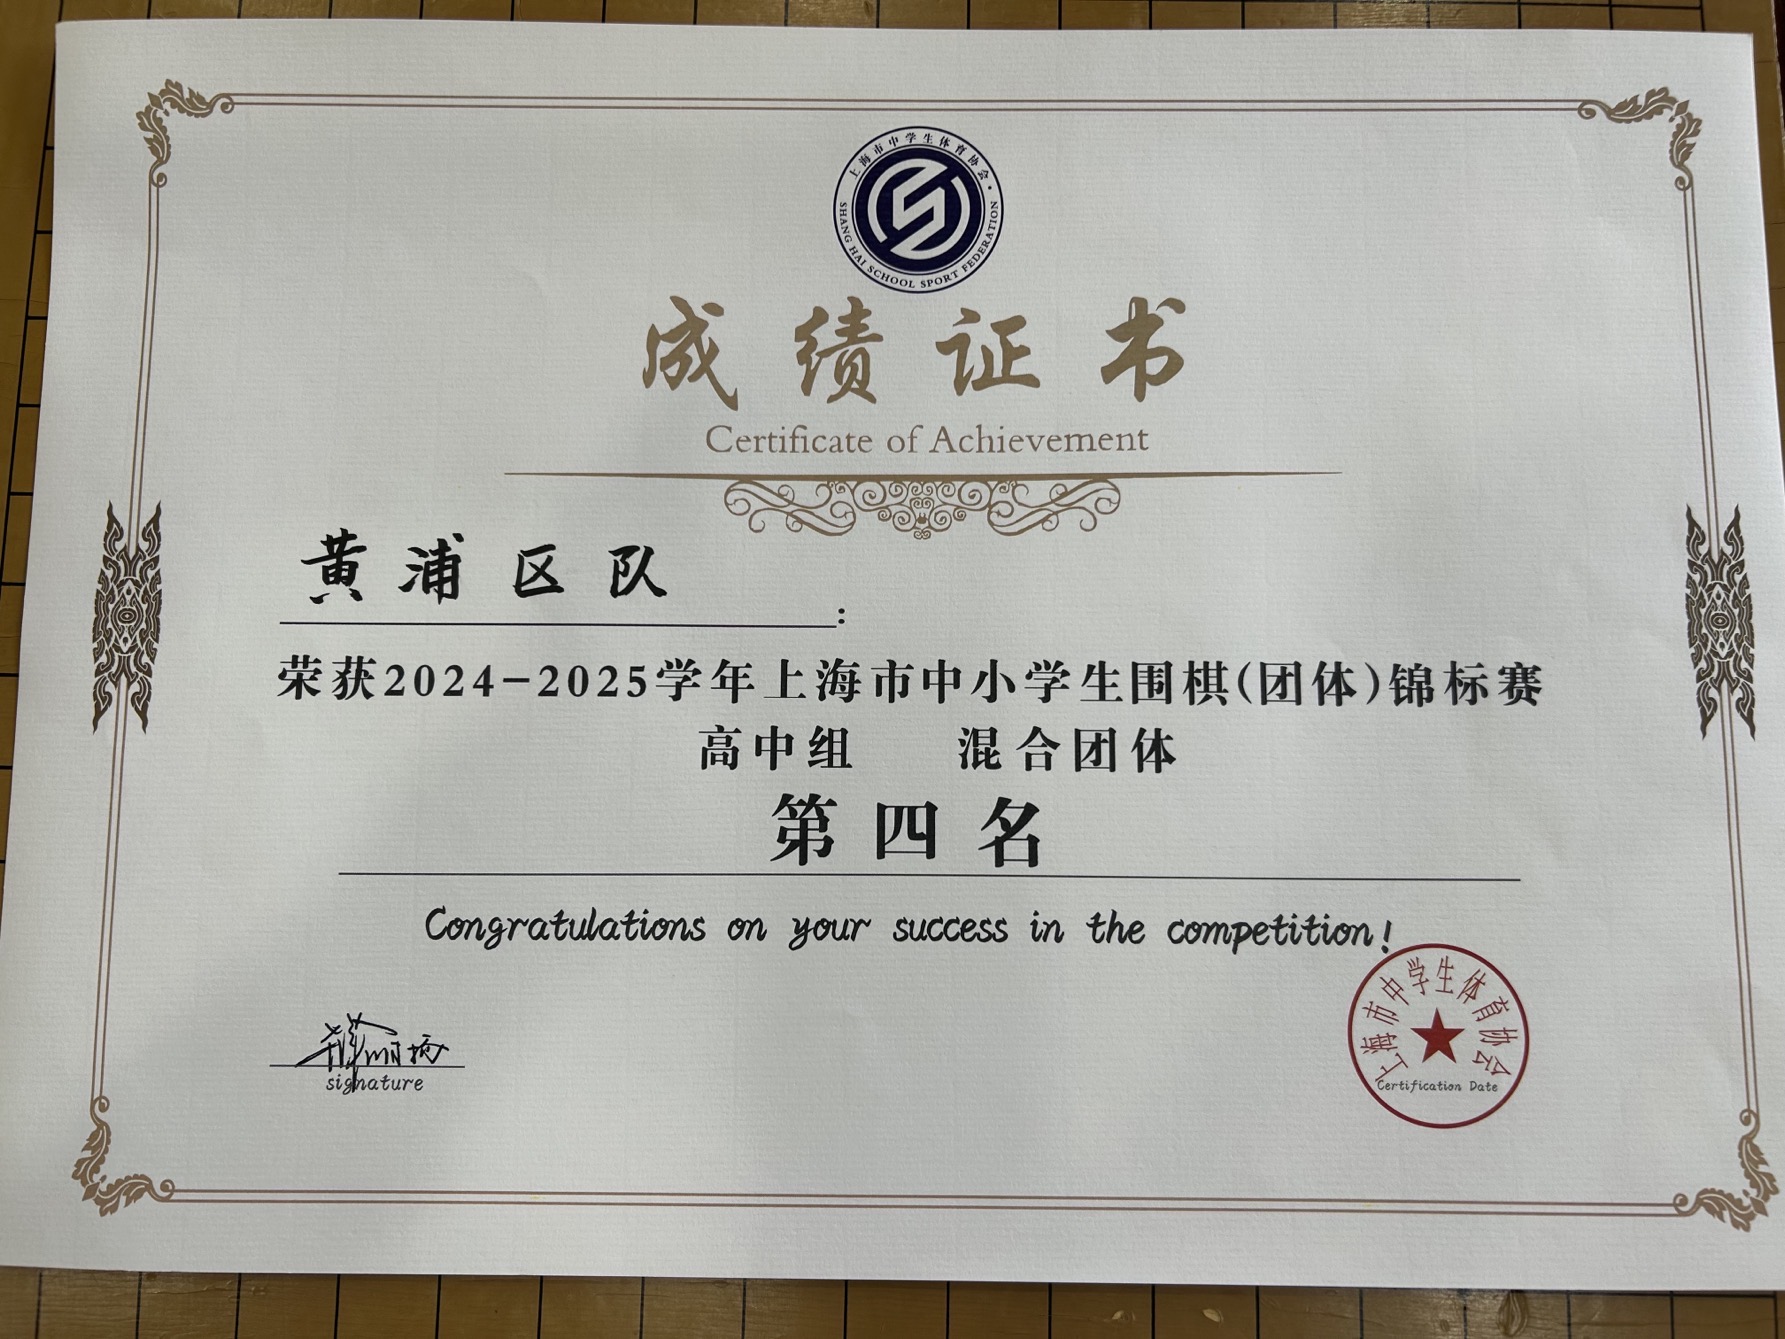 上海市中学生体育协会
SHANG HAI SCHOOL SPORT FEDERATION
成绩证书
Certificate of Achievement
黄浦区队:
荣获2024-2025学年上海市中小学生围棋(团体)锦标赛
高中组 混合团体
第四名
Congratulations on your success in the competition!
signature
上海市中学生体育协会
Certification Date